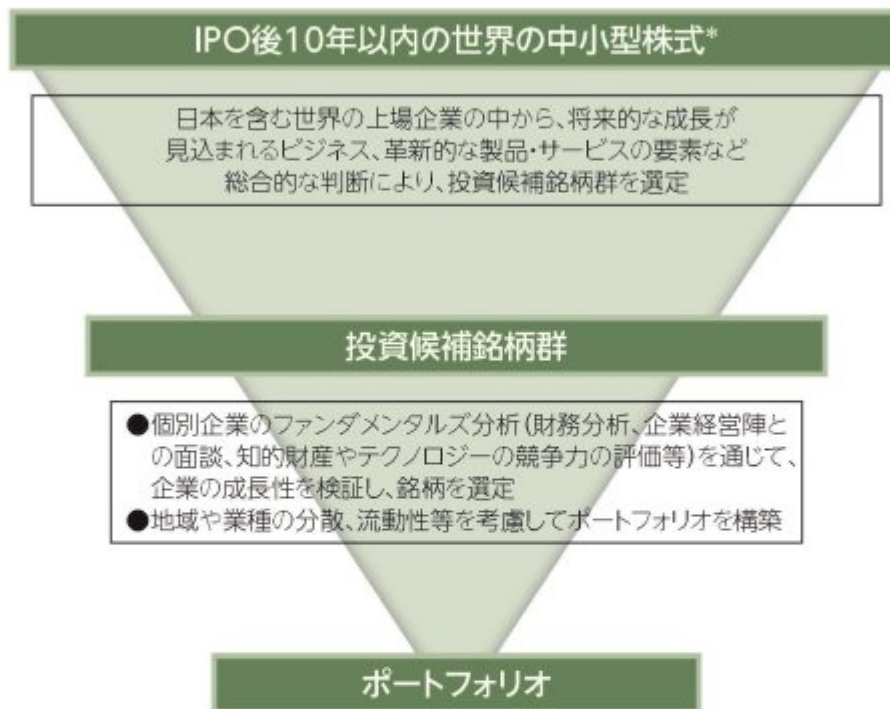 IPO後10年以内の世界の中小型株式*
日本を含む世界の上場企業の中から、将来的な成長が
見込まれるビジネス、革新的な製品・サービスの要素など
総合的な判断により、投資候補銘柄群を選定
投資候補銘柄群
●個別企業のファンダメンタルズ分析(財務分析、企業経営陣と
の面談、知的財産やテクノロジーの競争力の評価等)を通じて、
企業の成長性を検証し、銘柄を選定
●地域や業種の分散、流動性等を考慮してポートフォリオを構築
ポートフォリオ